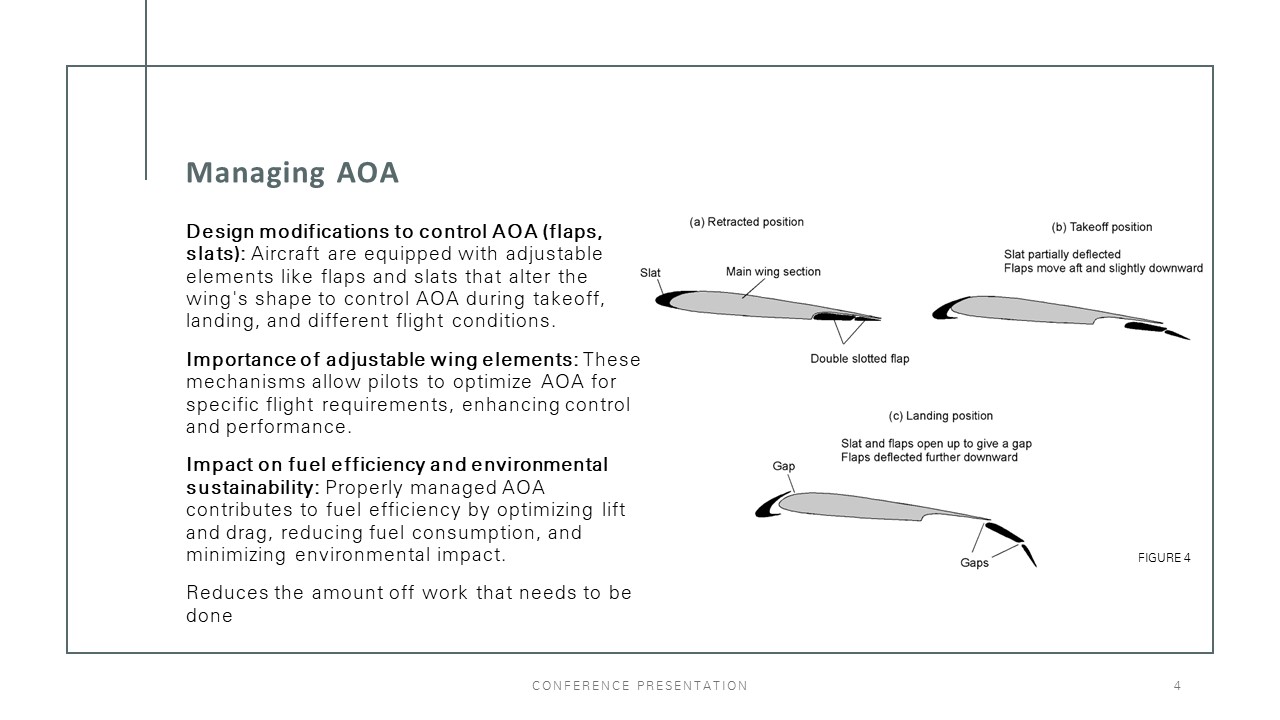 Managing AOA
Design modifications to control AOA (flaps,
slats): Aircraft are equipped with adjustable
elements like flaps and slats that alter the
wing's shape to control AOA during takeoff,
landing, and different flight conditions.
Importance of adjustable wing elements: These
mechanisms allow pilots to optimize AOA for
specific flight requirements, enhancing control
and performance.
Impact on fuel efficiency and environmental
sustainability: Properly managed AOA
contributes to fuel efficiency by optimizing lift
and drag, reducing fuel consumption, and
minimizing environmental impact.
Reduces the amount off work that needs to be
done
(a) Retracted position
Slat
Main wing section
Double slotted flap
(b) Takeoff position
Slat partially deflected
Flaps move aft and slightly downward
(c) Landing position
Slat and flaps open up to give a gap
Flaps deflected further downward
Gap
Gaps
FIGURE 4
CONFERENCE PRESENTATION
4